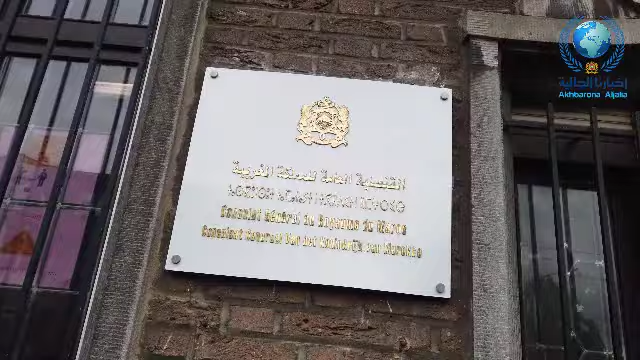 القنصلية العامة للمملكة المغربية
Consulat Général du Royaume du Maroc
Consulaat Generaal van het Koninkrijk van Marokko
إخبارنا الجالية
Akhbarona Aljalia